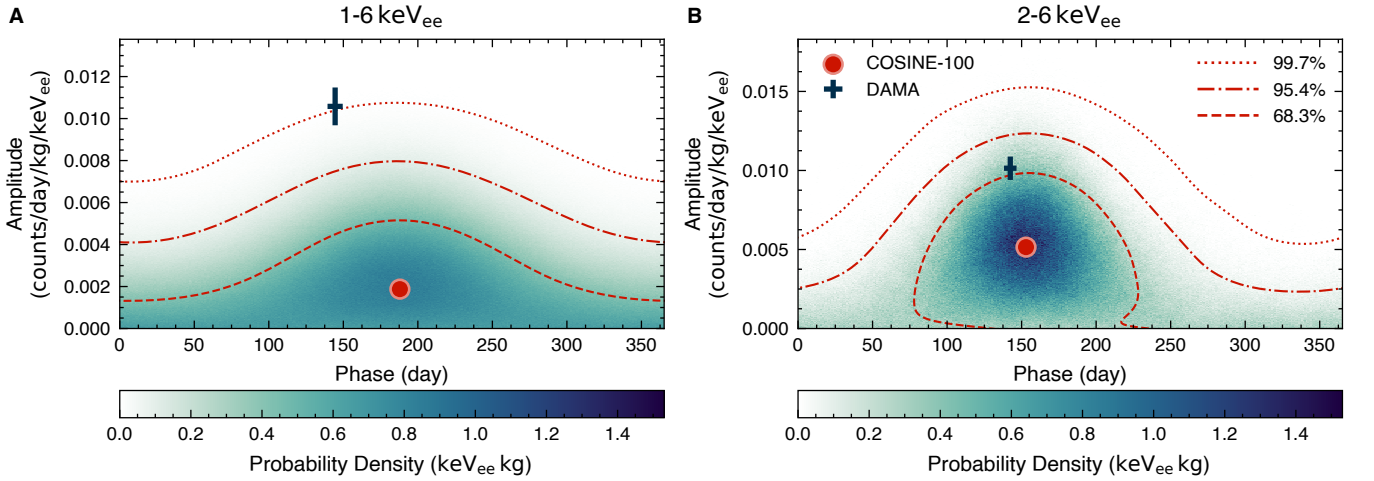 A
1-6 keVee
Amplitude
(counts/day/kg/keVee)
0.012
0.010
0.008
0.006
0.004
0.002
0.000
0 50 100 150 200 250 300 350
Phase (day)
0.0 0.2 0.4 0.6 0.8 1.0 1.2 1.4
Probability Density (keVee kg)
B
2-6 keVee
COSINE-100
DAMA
99.7%
95.4%
68.3%
Amplitude
(counts/day/kg/keVee)
0.015
0.010
0.005
0.000
0 50 100 150 200 250 300 350
Phase (day)
0.0 0.2 0.4 0.6 0.8 1.0 1.2 1.4
Probability Density (keVee kg)